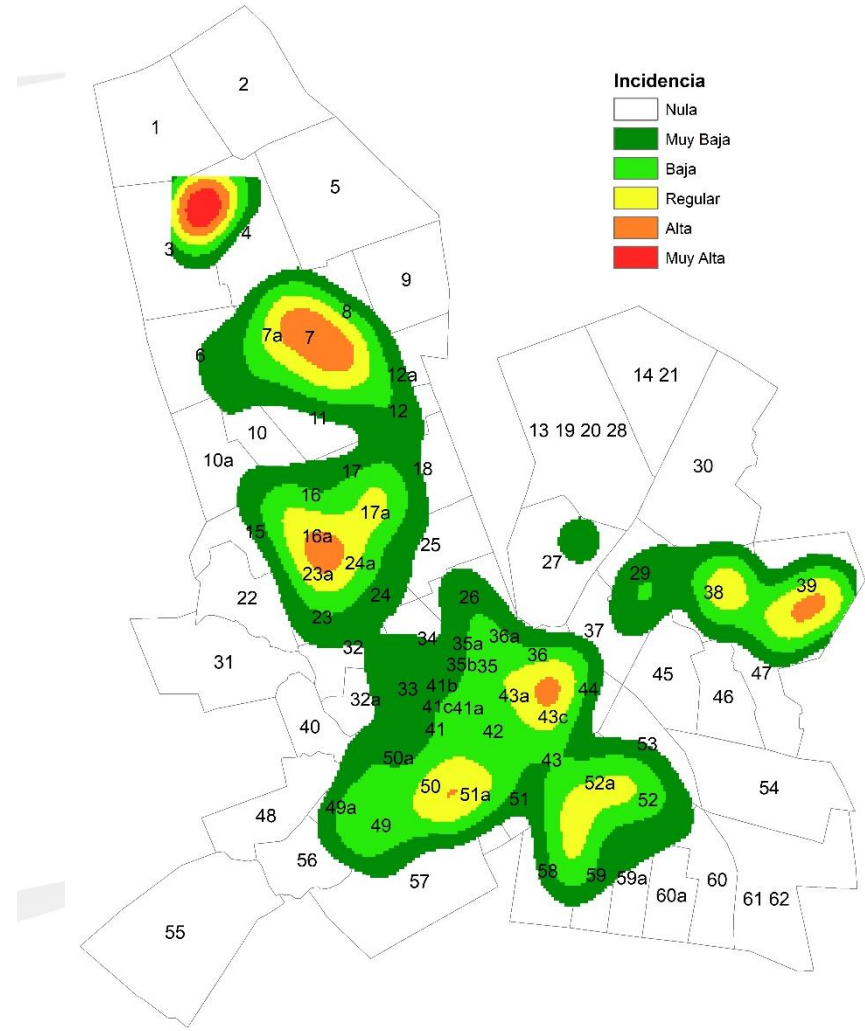 2
1
Incidencia
Nula
Muy Baja
Baja
Regular
Alta
Muy Alta
5
4
3
9
8
7a 7
6
12a
14 21
12
11
10
13 19 20 28
10a
30
17
18
16
17a
15
16a
25
24a
27
23a
29
38
39
22
24
26
23
37
34
36a
32
35a
36
31
35b 35
33
41b
45
47
32a
43a
44
46
41c 41a
43c
40
41
42
53
50a
43
50
52a
54
51a
51
52
49a
48
49
56
58
59
59a
57
60
60a
61 62
55